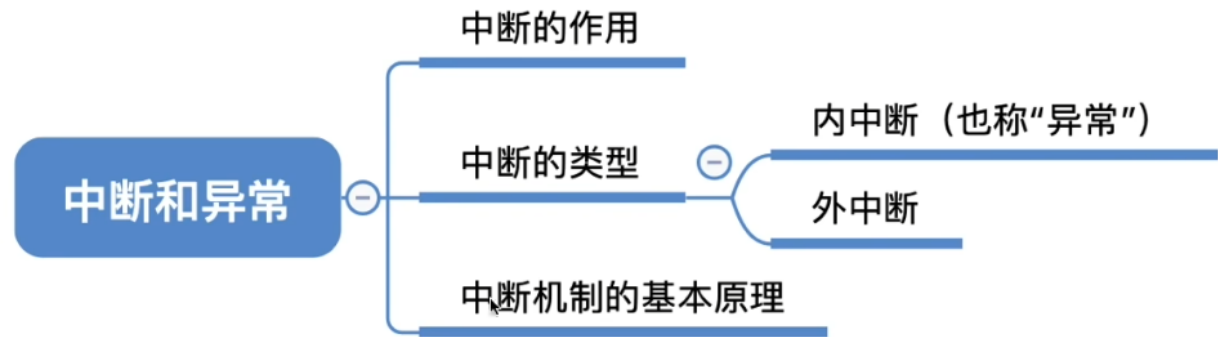 中断和异常
中断的作用
中断的类型
内中断（也称“异常”）
外中断
中断机制的基本原理